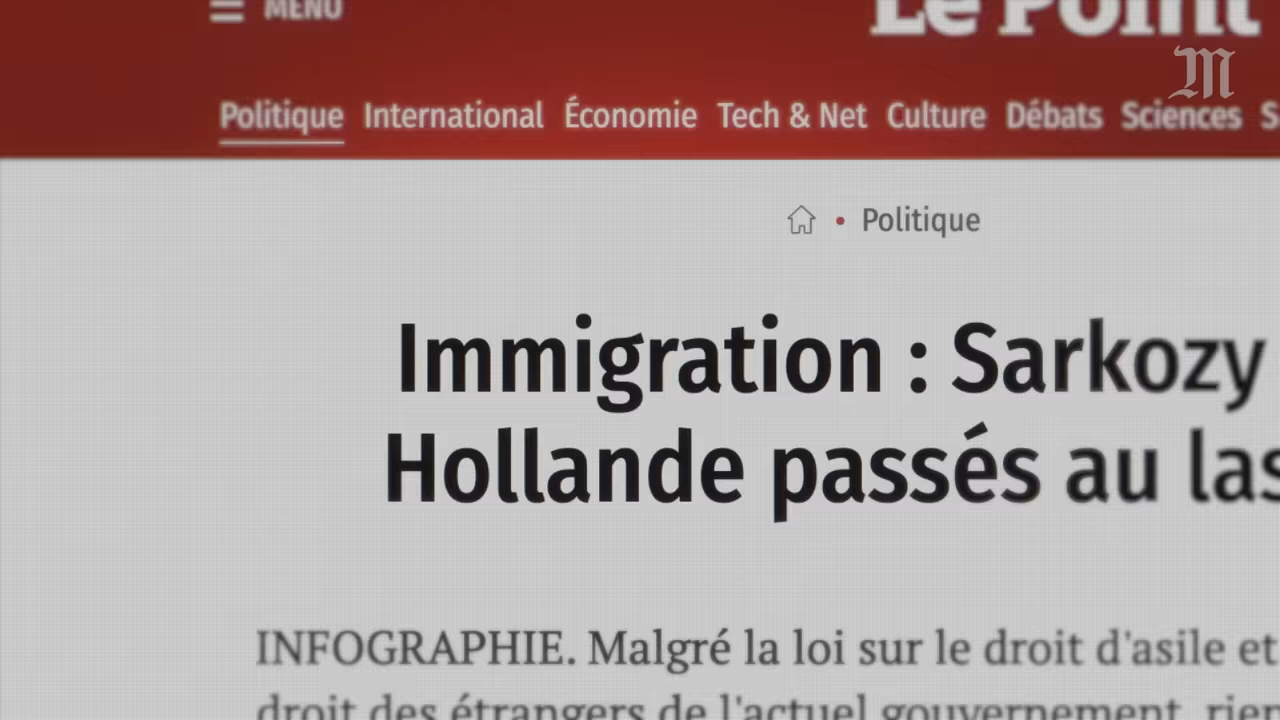 MENU
Le Point
M
Politique International Économie Tech & Net Culture Débats Sciences
Politique
Immigration : Sarkozy
Hollande passés au las
INFOGRAPHIE. Malgré la loi sur le droit d'asile et
droit des étrangers de l'actuel gouvernement, rien